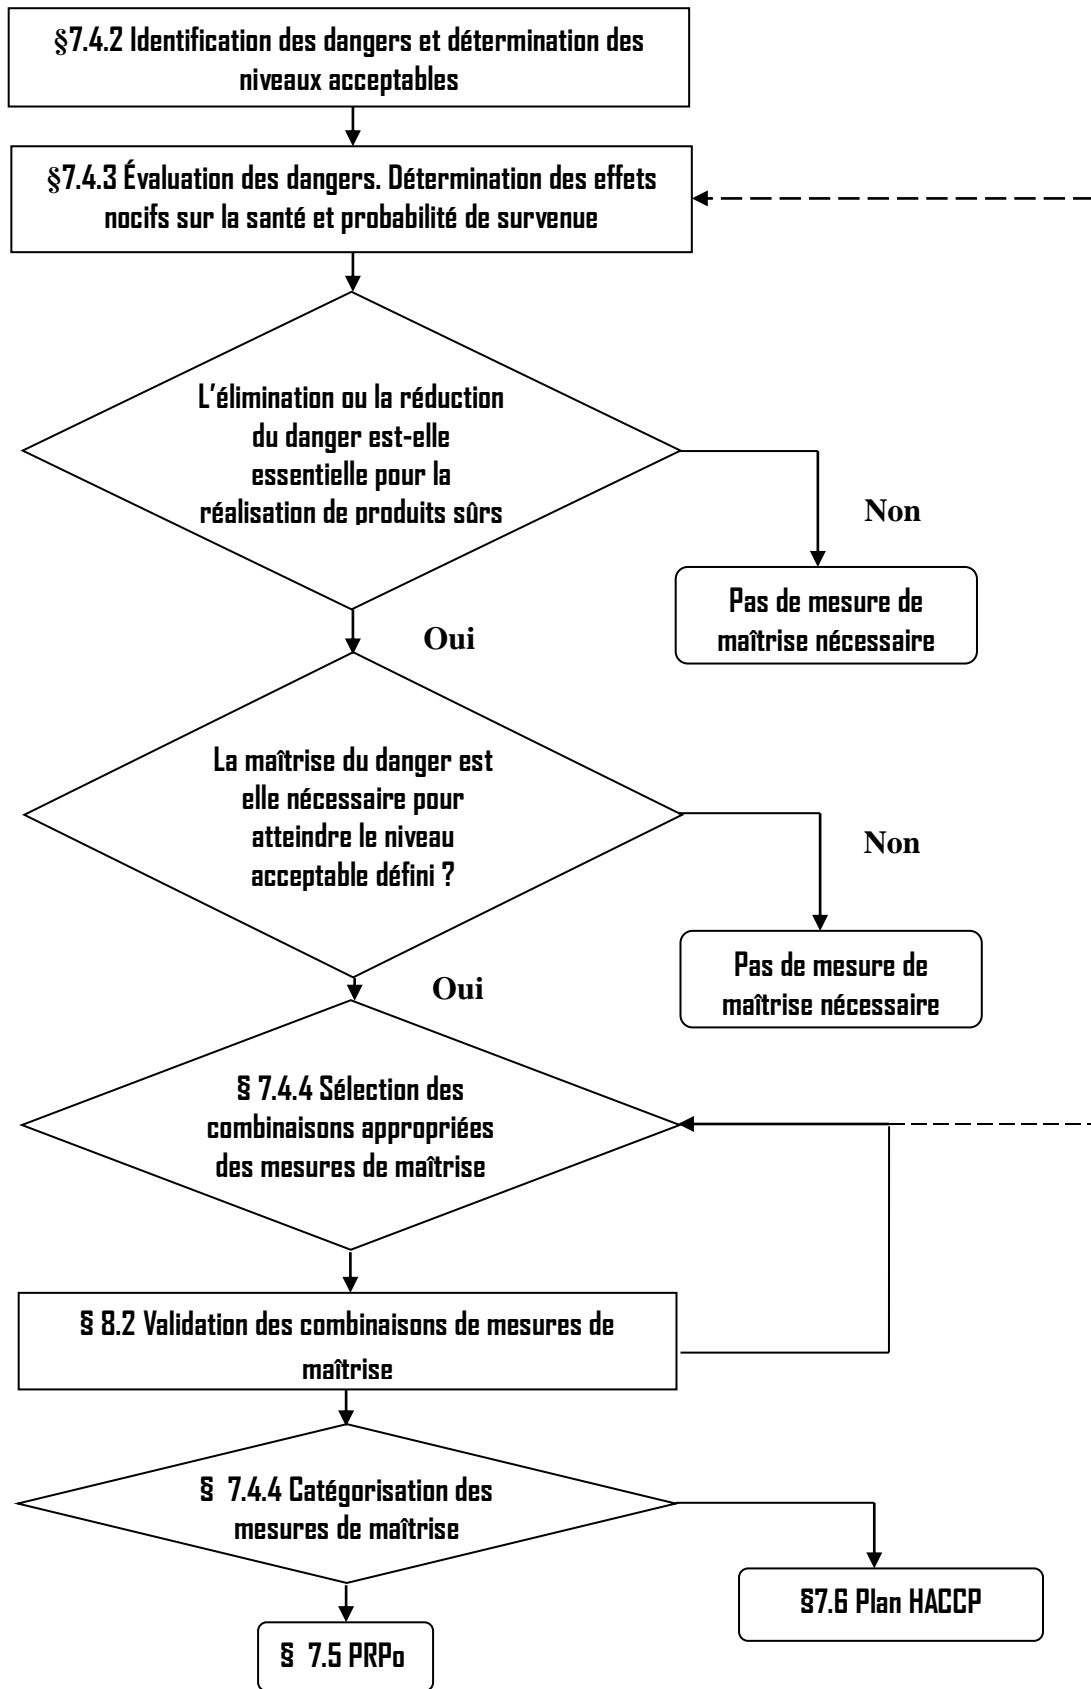 §7.4.2 Identification des dangers et détermination des
niveaux acceptables
§7.4.3 Évaluation des dangers. Détermination des effets
nocifs sur la santé et probabilité de survenue
L’élimination ou la réduction
du danger est-elle
essentielle pour la
réalisation de produits sûrs
Non
Pas de mesure de
maîtrise nécessaire
Oui
La maîtrise du danger est
elle nécessaire pour
atteindre le niveau
acceptable défini ?
Non
Pas de mesure de
maîtrise nécessaire
Oui
§ 7.4.4 Sélection des
combinaisons appropriées
des mesures de maîtrise
§ 8.2 Validation des combinaisons de mesures de
maîtrise
§ 7.4.4 Catégorisation des
mesures de maîtrise
§7.6 Plan HACCP
§ 7.5 PRPo